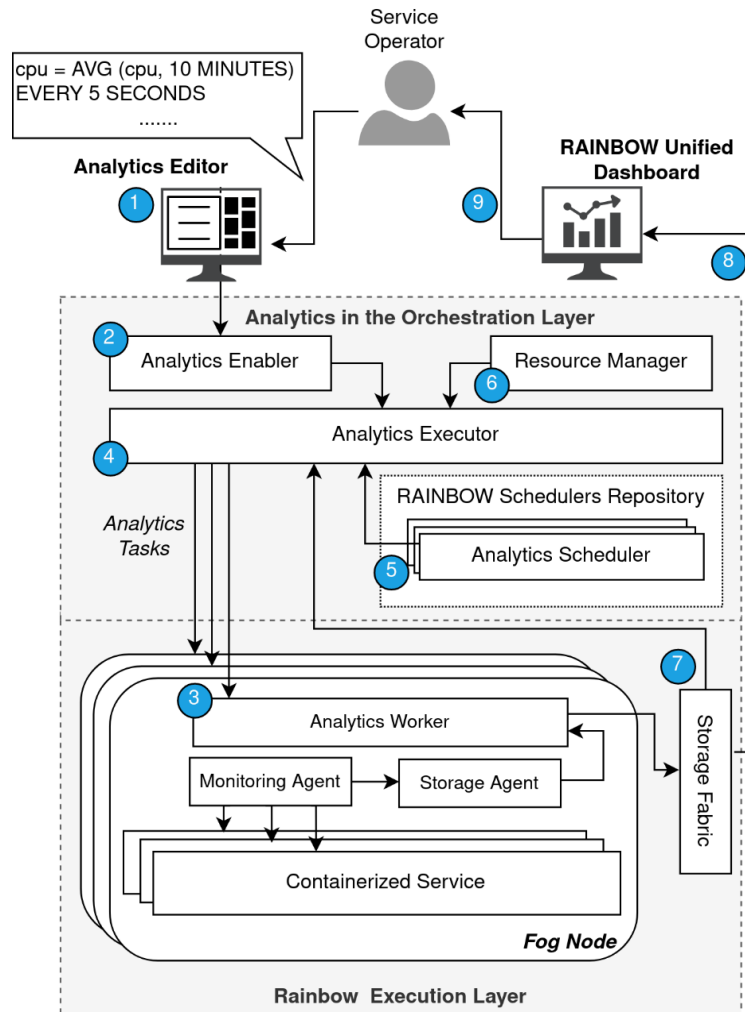 Service
Operator
cpu = AVG (cpu, 10 MINUTES)
EVERY 5 SECONDS
.......
Analytics Editor
RAINBOW Unified
Dashboard
1
9
8
Analytics in the Orchestration Layer
2
Analytics Enabler
Resource Manager
6
Analytics Executor
4
RAINBOW Schedulers Repository
Analytics
Tasks
Analytics Scheduler
5
7
3
Analytics Worker
Monitoring Agent
Storage Agent
Storage Fabric
Containerized Service
Fog Node
Rainbow Execution Layer